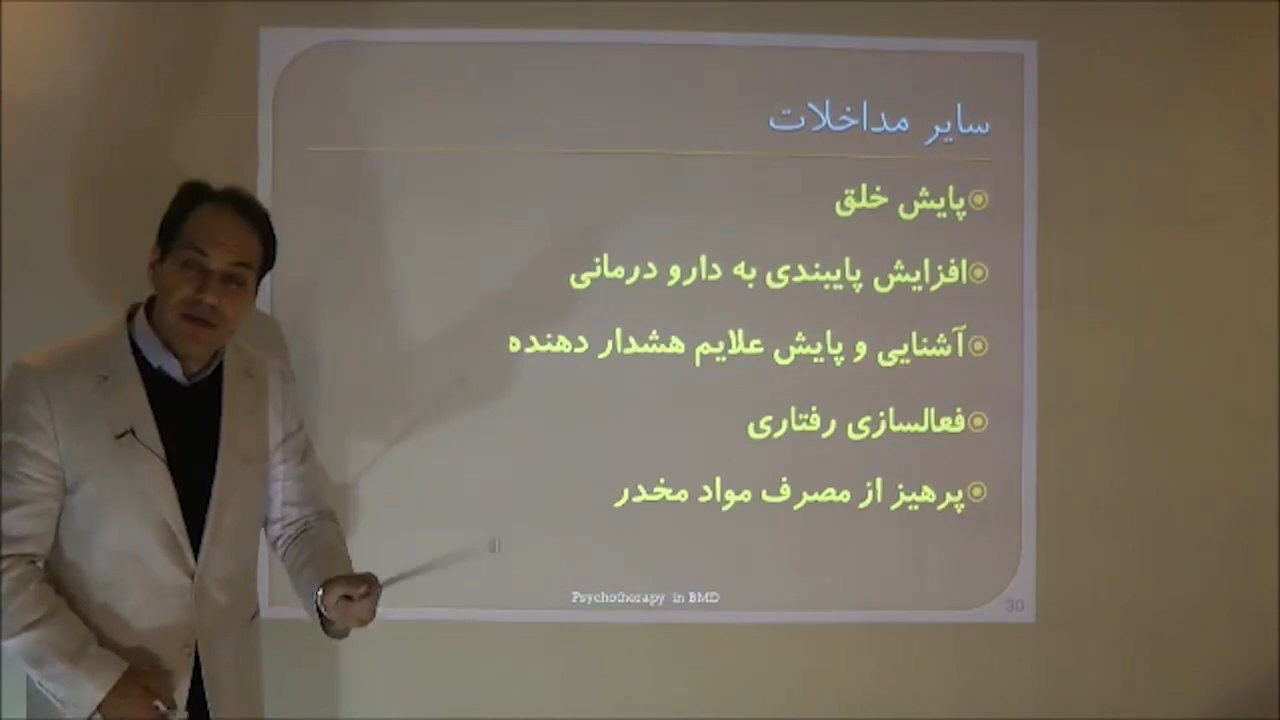 سایر مداخلات
پایش خلق
افزایش پایبندی به دارو درمانی
آشنایی و پایش علایم هشدار دهنده
فعالسازی رفتاری
پرهیز از مصرف مواد مخدر
Psychotherapy in BMD
30